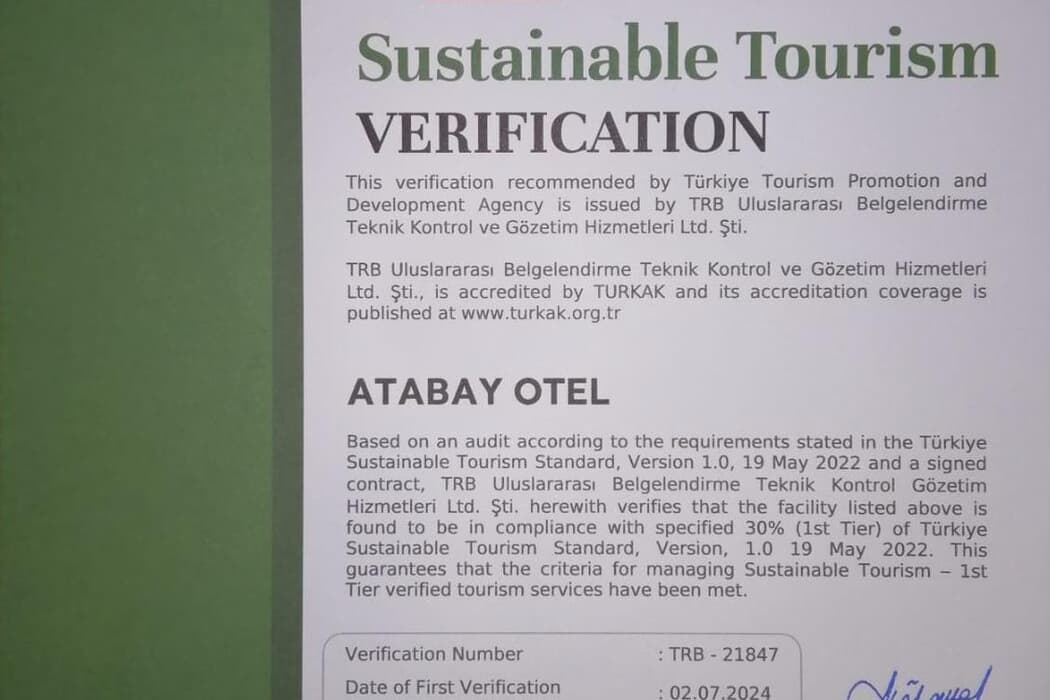 Sustainable Tourism
VERIFICATION
This verification recommended by Türkiye Tourism Promotion and
Development Agency is issued by TRB Uluslararası Belgelendirme
Teknik Kontrol ve Gözetim Hizmetleri Ltd. Şti.
TRB Uluslararası Belgelendirme Teknik Kontrol ve Gözetim Hizmetleri
Ltd. Şti., is accredited by TURKAK and its accreditation coverage is
published at www.turkak.org.tr
ATABAY OTEL
Based on an audit according to the requirements stated in the Türkiye
Sustainable Tourism Standard, Version 1.0, 19 May 2022 and a signed
contract, TRB Uluslararası Belgelendirme Teknik Kontrol Gözetim
Hizmetleri Ltd. Şti. herewith verifies that the facility listed above is
found to be in compliance with specified 30% (1st Tier) of Türkiye
Sustainable Tourism Standard, Version, 1.0 19 May 2022. This
guarantees that the criteria for managing Sustainable Tourism – 1st
Tier verified tourism services have been met.
Verification Number : TRB - 21847
Date of First Verification : 02.07.2024